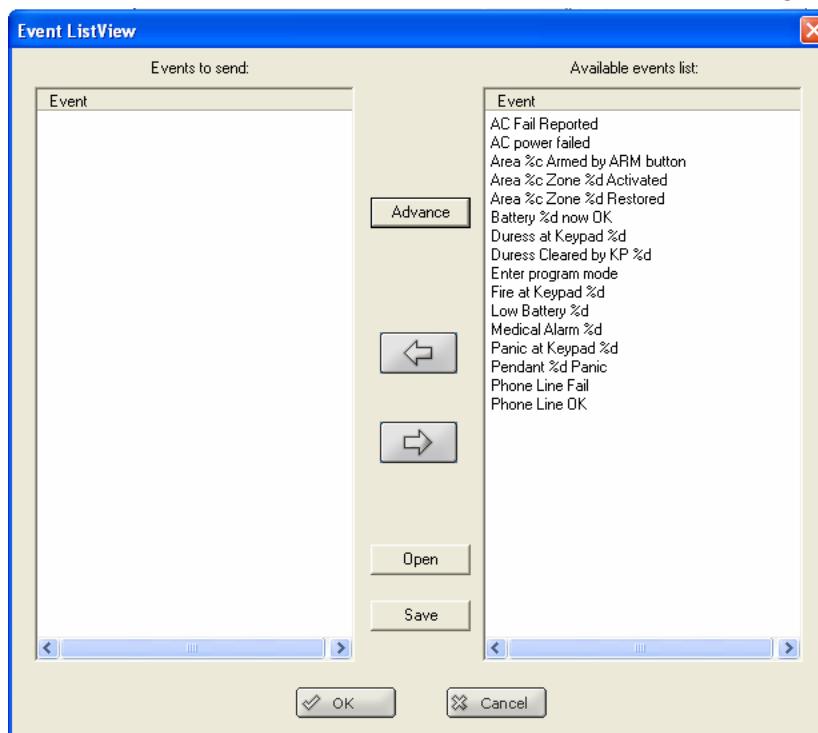 Event ListView
Events to send:
Available events list:
Event
Event
AC Fail Reported
AC power failed
Area %c Armed by ARM button
Area %c Zone %d Activated
Area %c Zone %d Restored
Battery %d now OK
Duress at Keypad %d
Duress Cleared by KP %d
Enter program mode
Fire at Keypad %d
Low Battery %d
Medical Alarm %d
Panic at Keypad %d
Pendant %d Panic
Phone Line Fail
Phone Line OK
Advance
Open
Save
OK
Cancel